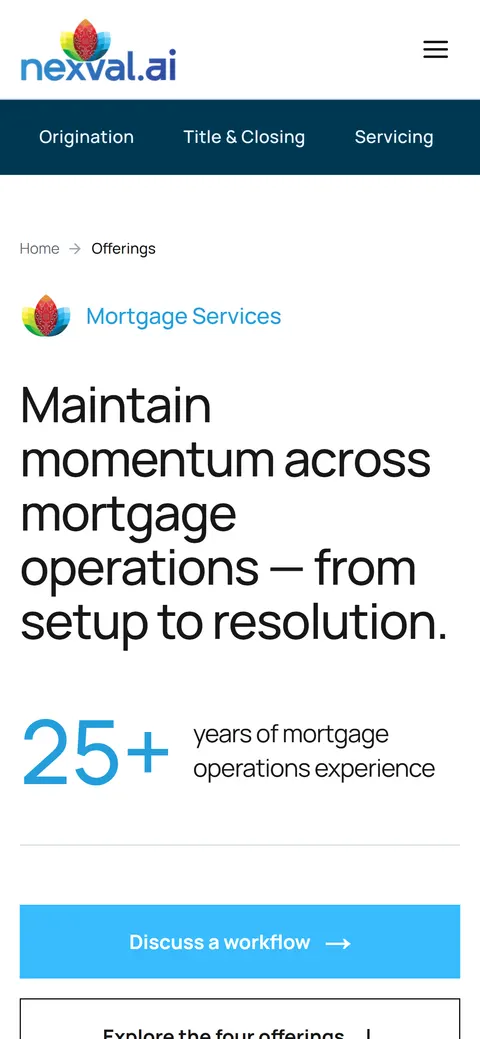 nexval.ai
Origination
Title & Closing
Servicing
Home → Offerings
Mortgage Services
Maintain
momentum across
mortgage
operations — from
setup to resolution.
25+
years of mortgage
operations experience
Discuss a workflow →
Explore the four offerings